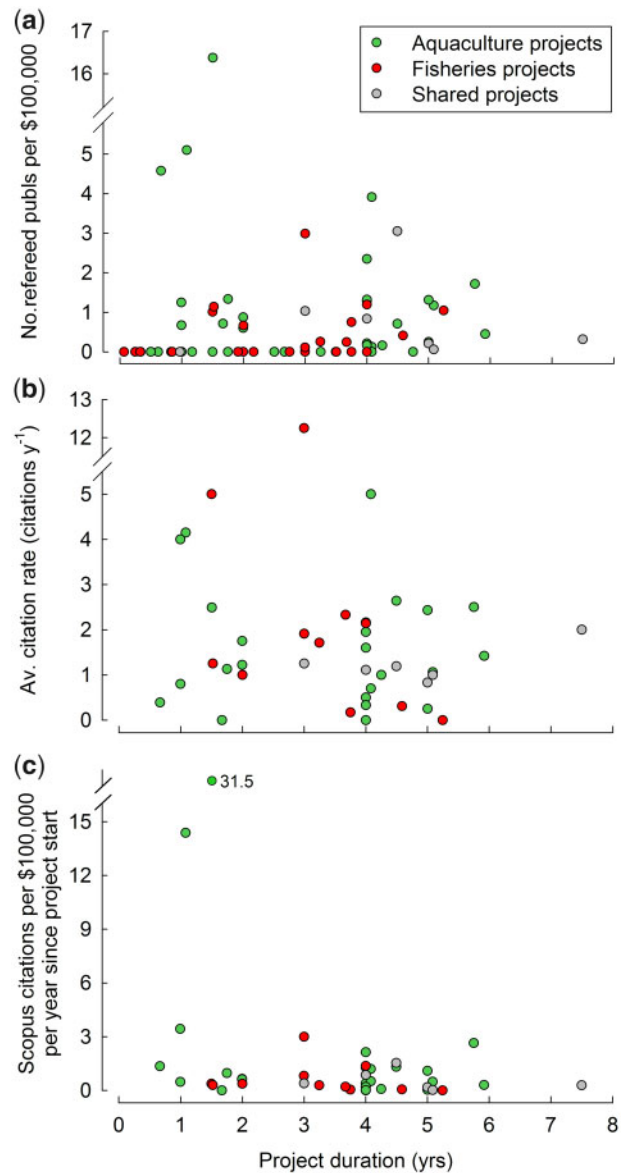 (a)
17
16
5
4
3
2
1
0
No.refereed publs per $100,000
Aquaculture projects
Fisheries projects
Shared projects
(b)
13
12
5
4
3
2
1
0
Av. citation rate (citations y-1)
(c)
31.5
15
12
9
6
3
0
Scopus citations per $100,000
per year since project start
0 1 2 3 4 5 6 7 8
Project duration (yrs)